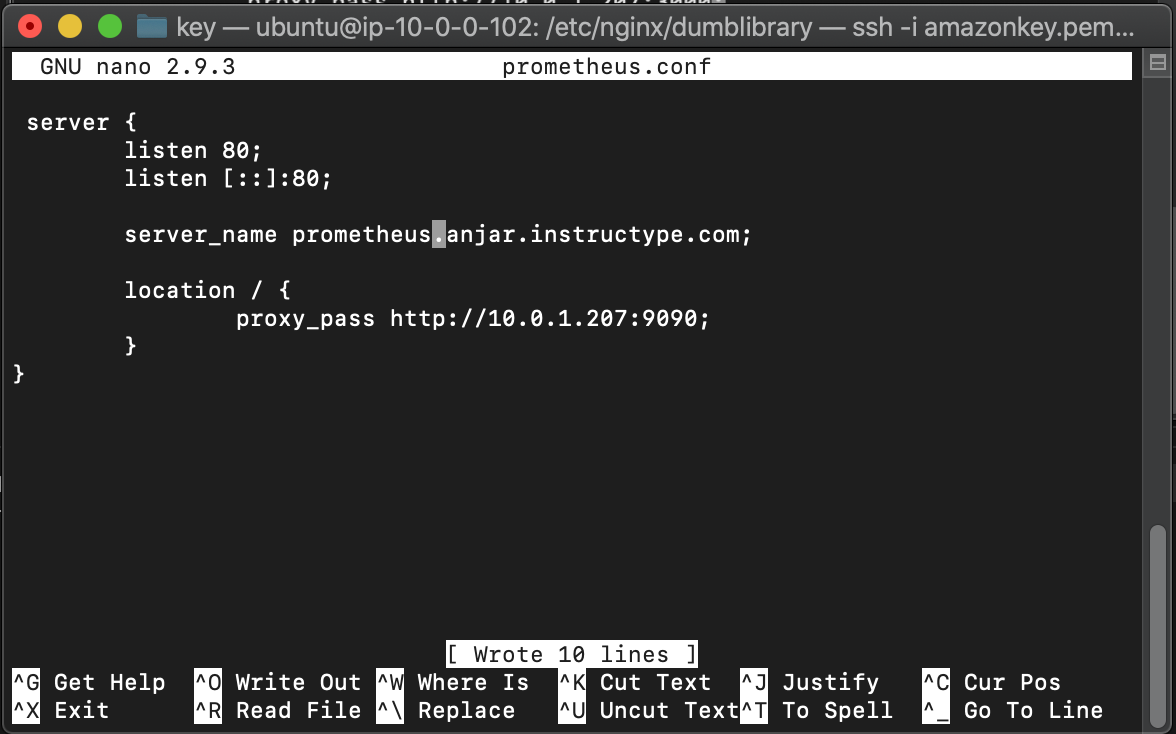 key — ubuntu@ip-10-0-0-102: /etc/nginx/dumblibrary — ssh -i amazonkey.pem...
GNU nano 2.9.3 prometheus.conf
server {
listen 80;
listen [::]:80;
server_name prometheus.anjar.instructype.com;
location / {
proxy_pass http://10.0.1.207:9090;
}
}
[ Wrote 10 lines ]
^G Get Help ^O Write Out ^W Where Is ^K Cut Text ^J Justify ^C Cur Pos
^X Exit ^R Read File ^\ Replace ^U Uncut Text ^T To Spell ^_ Go To Line